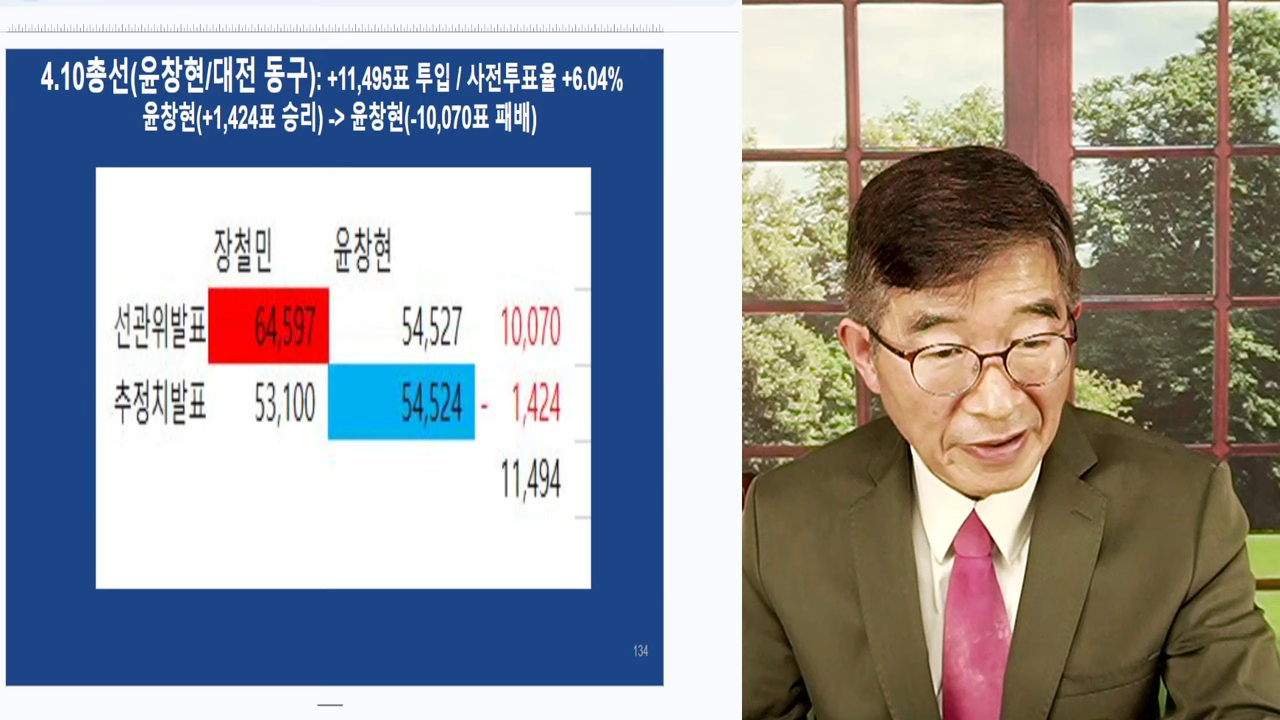 4.10총선(윤창현/대전 동구): +11,495표 투입 / 사전투표율 +6.04%
윤창현(+1,424표 승리) -> 윤창현(-10,070표 패배)
장철민 윤창현
선관위발표 64,597 54,527 10,070
추정치발표 53,100 54,524 - 1,424
11,494
134